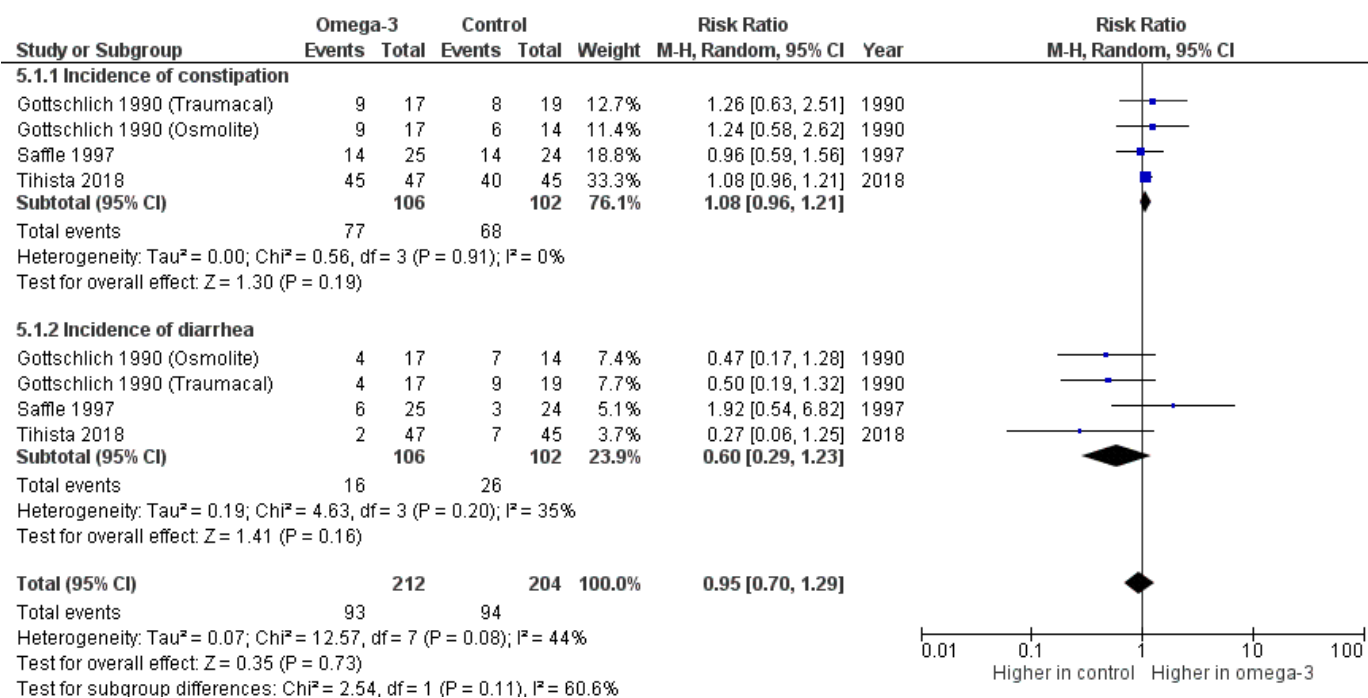 Omega-3 Control Risk Ratio Risk Ratio
Study or Subgroup Events Total Events Total Weight M-H, Random, 95% CI Year M-H, Random, 95% CI
5.1.1 Incidence of constipation
Gottschlich 1990 (Traumacal) 9 17 8 19 12.7% 1.26 [0.63, 2.51] 1990
Gottschlich 1990 (Osmolite) 9 17 6 14 11.4% 1.24 [0.58, 2.62] 1990
Saffle 1997 14 25 14 24 18.8% 0.96 [0.59, 1.56] 1997
Tihista 2018 45 47 40 45 33.3% 1.08 [0.96, 1.21] 2018
Subtotal (95% CI) 106 102 76.1% 1.08 [0.96, 1.21]
Total events 77 68
Heterogeneity: Tau² = 0.00; Chi² = 0.56, df = 3 (P = 0.91); I² = 0%
Test for overall effect: Z = 1.30 (P = 0.19)
5.1.2 Incidence of diarrhea
Gottschlich 1990 (Osmolite) 4 17 7 14 7.4% 0.47 [0.17, 1.28] 1990
Gottschlich 1990 (Traumacal) 4 17 9 19 7.7% 0.50 [0.19, 1.32] 1990
Saffle 1997 6 25 3 24 5.1% 1.92 [0.54, 6.82] 1997
Tihista 2018 2 47 7 45 3.7% 0.27 [0.06, 1.25] 2018
Subtotal (95% CI) 106 102 23.9% 0.60 [0.29, 1.23]
Total events 16 26
Heterogeneity: Tau² = 0.19; Chi² = 4.63, df = 3 (P = 0.20); I² = 35%
Test for overall effect: Z = 1.41 (P = 0.16)
Total (95% CI) 212 204 100.0% 0.95 [0.70, 1.29]
Total events 93 94
Heterogeneity: Tau² = 0.07; Chi² = 12.57, df = 7 (P = 0.08); I² = 44%
Test for overall effect: Z = 0.35 (P = 0.73)
Test for subgroup differences: Chi² = 2.54, df = 1 (P = 0.11), I² = 60.6%
0.01 0.1 1 10 100
Higher in control Higher in omega-3